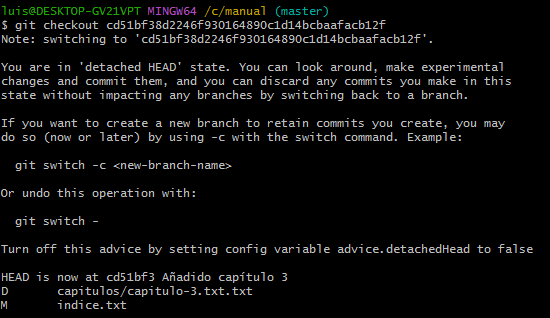 luis@DESKTOP-GV21VPT MINGW64 /c/manual (master)
$ git checkout cd51bf38d2246f930164890c1d14bcbaafacb12f
Note: switching to 'cd51bf38d2246f930164890c1d14bcbaafacb12f'.
You are in 'detached HEAD' state. You can look around, make experimental
changes and commit them, and you can discard any commits you make in this
state without impacting any branches by switching back to a branch.
If you want to create a new branch to retain commits you create, you may
do so (now or later) by using -c with the switch command. Example:
git switch -c <new-branch-name>
Or undo this operation with:
git switch -
Turn off this advice by setting config variable advice.detachedHead to false
HEAD is now at cd51bf3 Añadido capítulo 3
D       capitulos/capitulo-3.txt.txt
M       indice.txt